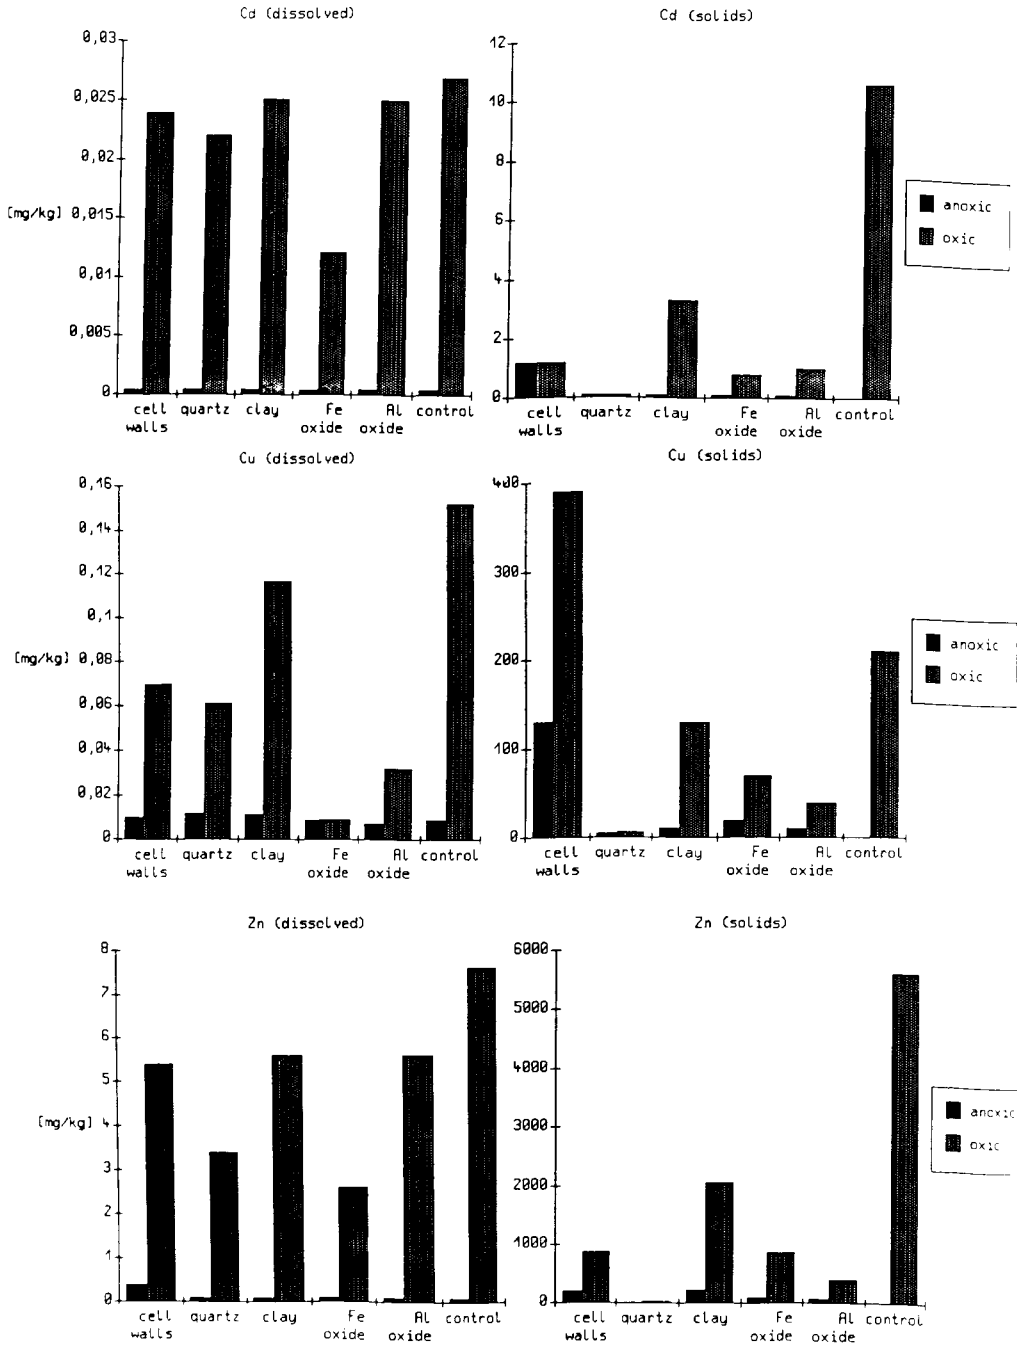 Cd (dissolved)
0,03
0,025
0,02
[mg/kg] 0,015
0,01
0,005
0
cell walls
quartz
clay
Fe oxide
Al oxide
control
Cd (solids)
12
10
8
6
4
2
0
cell walls
quartz
clay
Fe oxide
Al oxide
control
anoxic
oxic
Cu (dissolved)
0,16
0,14
0,12
0,1
[mg/kg] 0,08
0,06
0,04
0,02
0
cell walls
quartz
clay
Fe oxide
Al oxide
control
Cu (solids)
400
300
200
100
0
cell walls
quartz
clay
Fe oxide
Al oxide
control
anoxic
oxic
Zn (dissolved)
8
7
6
5
[mg/kg] 4
3
2
1
0
cell walls
quartz
clay
Fe oxide
Al oxide
control
Zn (solids)
6000
5000
4000
3000
2000
1000
0
cell walls
quartz
clay
Fe oxide
Al oxide
control
anoxic
oxic